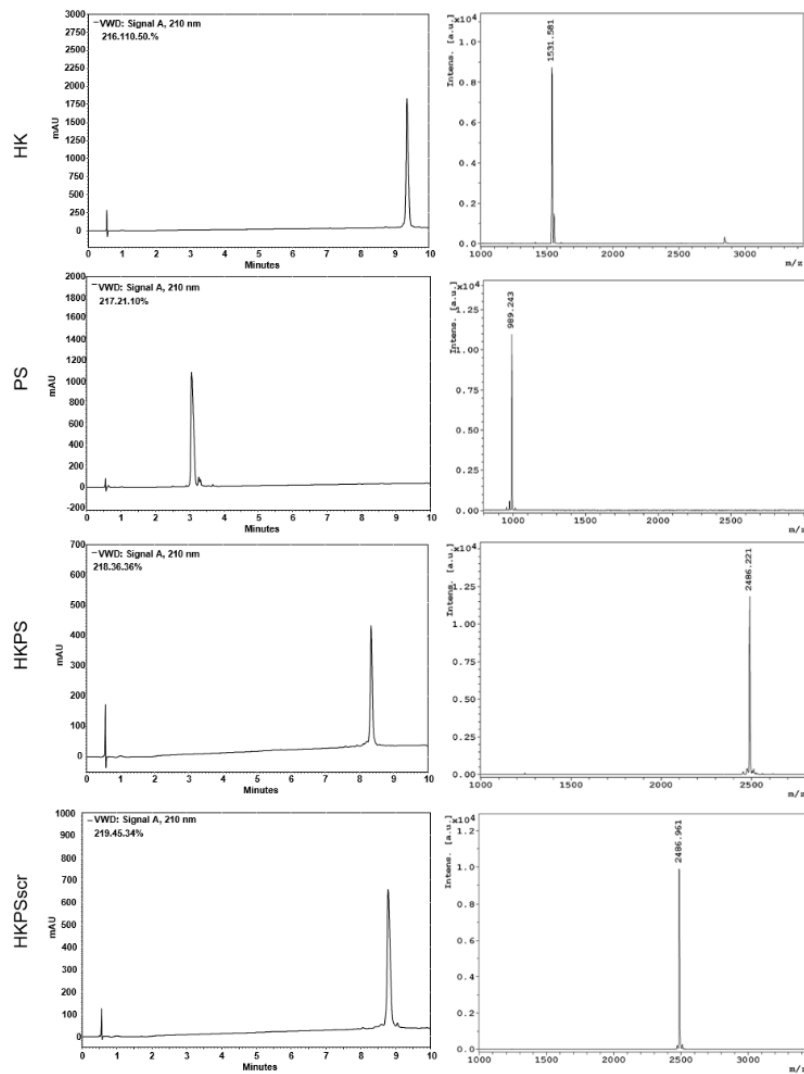 HK
VWD: Signal A, 210 nm
216.110.50.%
mAU
3000
2750
2500
2250
2000
1750
1500
1250
1000
750
500
250
0
0 1 2 3 4 5 6 7 8 9 10
Minutes
Intens. [a.u.]
x10⁴
1531.581
1.0
0.8
0.6
0.4
0.2
0.0
1000 1500 2000 2500 3000
m/z
PS
VWD: Signal A, 210 nm
217.21.10%
mAU
2000
1800
1600
1400
1200
1000
800
600
400
200
0
-200
0 1 2 3 4 5 6 7 8 9 10
Minutes
Intens. [a.u.]
x10⁴
989.243
1.25
1.00
0.75
0.50
0.25
0.00
1000 1500 2000 2500
m/z
HKPS
VWD: Signal A, 210 nm
218.36.36%
mAU
700
600
500
400
300
200
100
0
0 1 2 3 4 5 6 7 8 9 10
Minutes
Intens. [a.u.]
x10⁴
2486.221
1.25
1.00
0.75
0.50
0.25
0.00
1000 1500 2000 2500
m/z
HKPSscr
VWD: Signal A, 210 nm
219.45.34%
mAU
1000
900
800
700
600
500
400
300
200
100
0
0 1 2 3 4 5 6 7 8 9 10
Minutes
Intens. [a.u.]
x10⁴
2486.961
1.2
1.0
0.8
0.6
0.4
0.2
0.0
1000 1500 2000 2500 3000
m/z